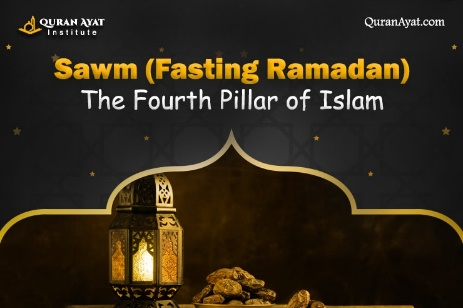 QURAN AYAT
Institute
QuranAyat.com
Sawm (Fasting Ramadan)
The Fourth Pillar of Islam